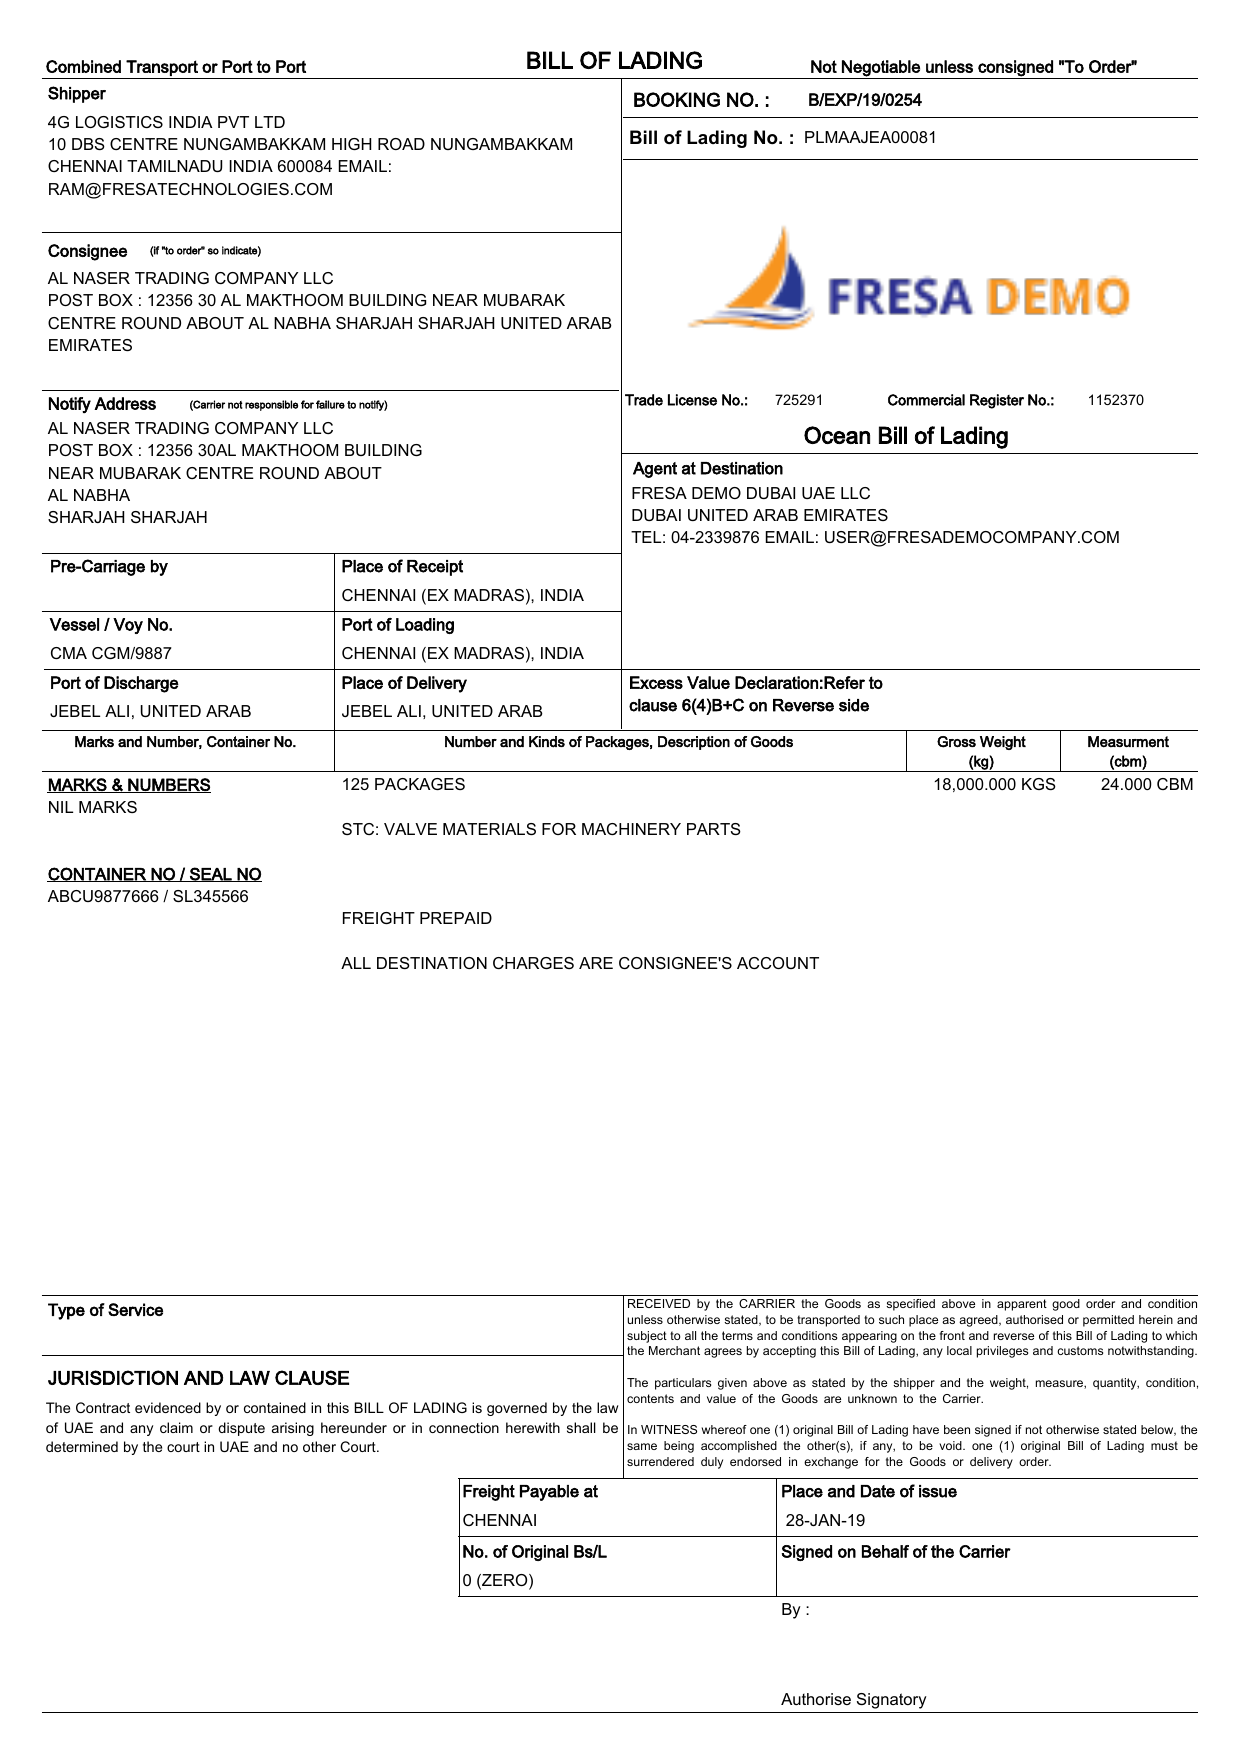 Combined Transport or Port to Port
BILL OF LADING
Not Negotiable unless consigned "To Order"
Shipper
4G LOGISTICS INDIA PVT LTD
10 DBS CENTRE NUNGAMBAKKAM HIGH ROAD NUNGAMBAKKAM
CHENNAI TAMILNADU INDIA 600084 EMAIL:
RAM@FRESATECHNOLOGIES.COM
BOOKING NO. : B/EXP/19/0254
Bill of Lading No. : PLMAAJEA00081
Consignee (if "to order" so indicate)
AL NASER TRADING COMPANY LLC
POST BOX : 12356 30 AL MAKTHOOM BUILDING NEAR MUBARAK
CENTRE ROUND ABOUT AL NABHA SHARJAH SHARJAH UNITED ARAB
EMIRATES
FRESA DEMO
Notify Address (Carrier not responsible for failure to notify)
AL NASER TRADING COMPANY LLC
POST BOX : 12356 30AL MAKTHOOM BUILDING
NEAR MUBARAK CENTRE ROUND ABOUT
AL NABHA
SHARJAH SHARJAH
Trade License No.: 725291 Commercial Register No.: 1152370
Ocean Bill of Lading
Agent at Destination
FRESA DEMO DUBAI UAE LLC
DUBAI UNITED ARAB EMIRATES
TEL: 04-2339876 EMAIL: USER@FRESADEMOCOMPANY.COM
Pre-Carriage by
Place of Receipt
CHENNAI (EX MADRAS), INDIA
Vessel / Voy No.
CMA CGM/9887
Port of Loading
CHENNAI (EX MADRAS), INDIA
Port of Discharge
JEBEL ALI, UNITED ARAB
Place of Delivery
JEBEL ALI, UNITED ARAB
Excess Value Declaration:Refer to
clause 6(4)B+C on Reverse side
Marks and Number, Container No.
Number and Kinds of Packages, Description of Goods
Gross Weight
(kg)
Measurment
(cbm)
MARKS & NUMBERS
NIL MARKS
125 PACKAGES
18,000.000 KGS
24.000 CBM
STC: VALVE MATERIALS FOR MACHINERY PARTS
CONTAINER NO / SEAL NO
ABCU9877666 / SL345566
FREIGHT PREPAID
ALL DESTINATION CHARGES ARE CONSIGNEE'S ACCOUNT
Type of Service
JURISDICTION AND LAW CLAUSE
The Contract evidenced by or contained in this BILL OF LADING is governed by the law
of UAE and any claim or dispute arising hereunder or in connection herewith shall be
determined by the court in UAE and no other Court.
RECEIVED by the CARRIER the Goods as specified above in apparent good order and condition
unless otherwise stated, to be transported to such place as agreed, authorised or permitted herein and
subject to all the terms and conditions appearing on the front and reverse of this Bill of Lading to which
the Merchant agrees by accepting this Bill of Lading, any local privileges and customs notwithstanding.
The particulars given above as stated by the shipper and the weight, measure, quantity, condition,
contents and value of the Goods are unknown to the Carrier.
In WITNESS whereof one (1) original Bill of Lading have been signed if not otherwise stated below, the
same being accomplished the other(s), if any, to be void. one (1) original Bill of Lading must be
surrendered duly endorsed in exchange for the Goods or delivery order.
Freight Payable at
CHENNAI
Place and Date of issue
28-JAN-19
No. of Original Bs/L
0 (ZERO)
Signed on Behalf of the Carrier
By :
Authorise Signatory